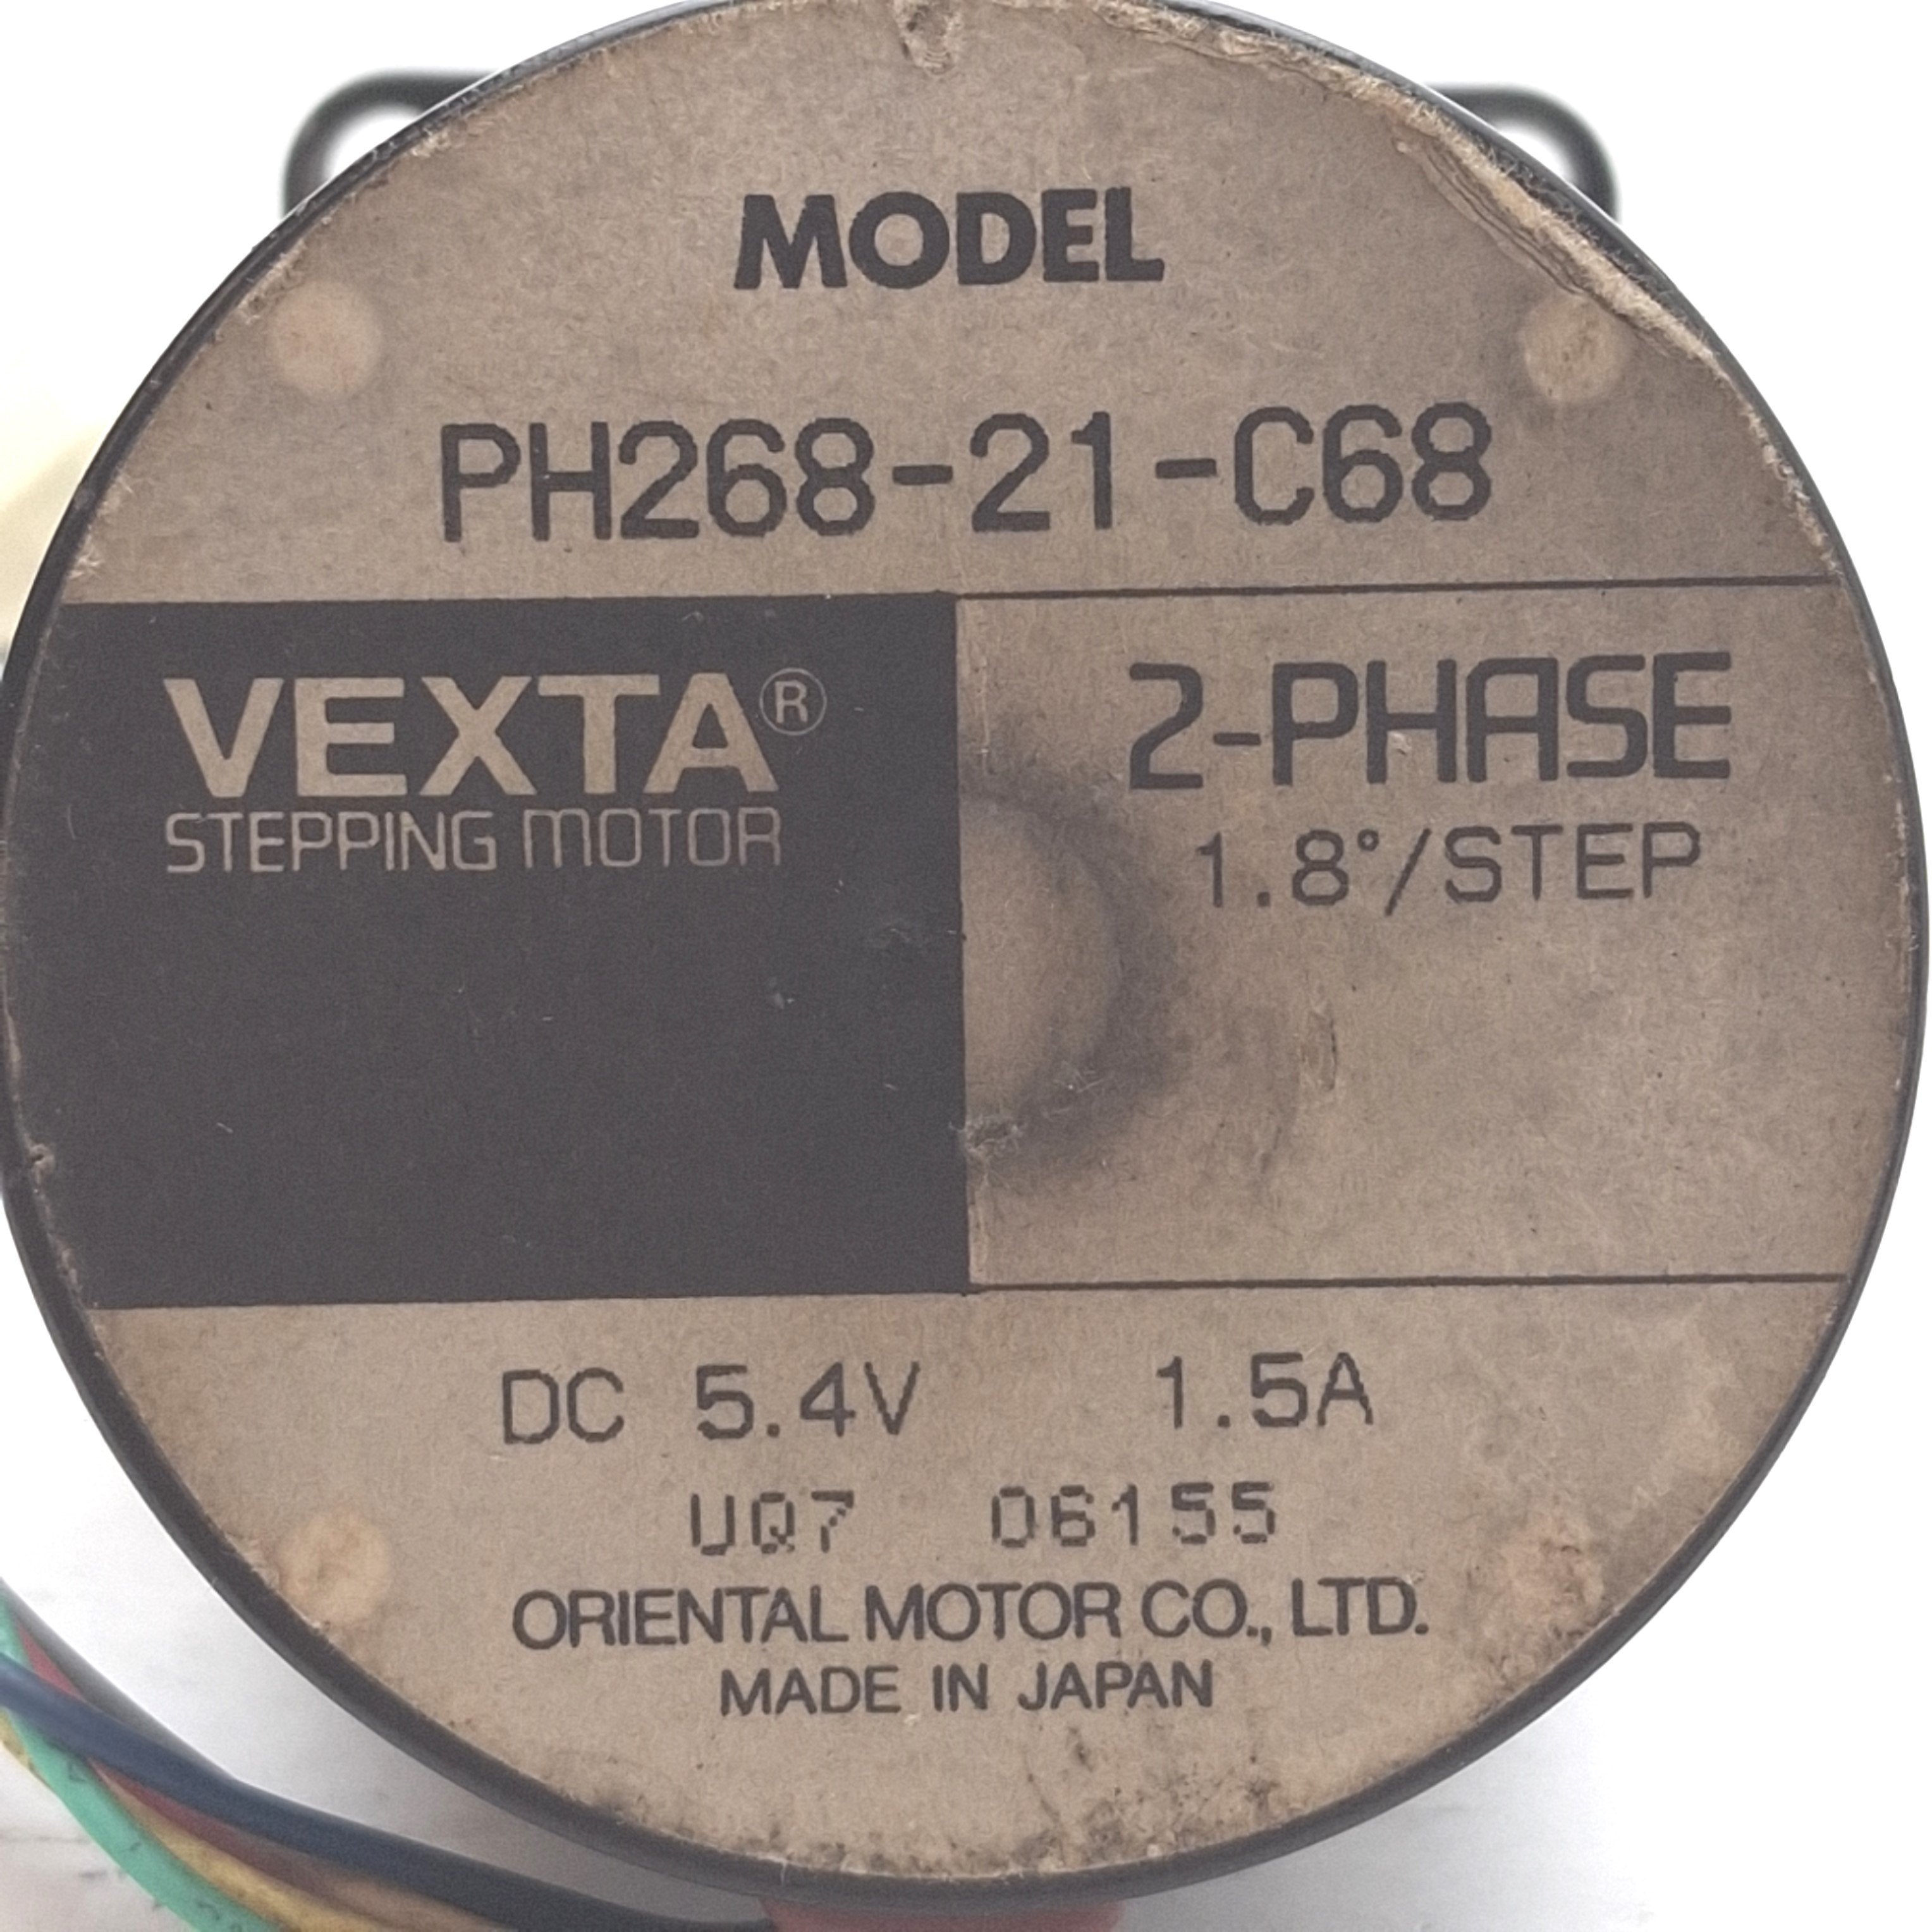 MODEL
PH268-21-C68
VEXTA®
STEPPING MOTOR
2-PHASE
1.8°/STEP
DC 5.4V 1.5A
UQ7 06155
ORIENTAL MOTOR CO., LTD.
MADE IN JAPAN